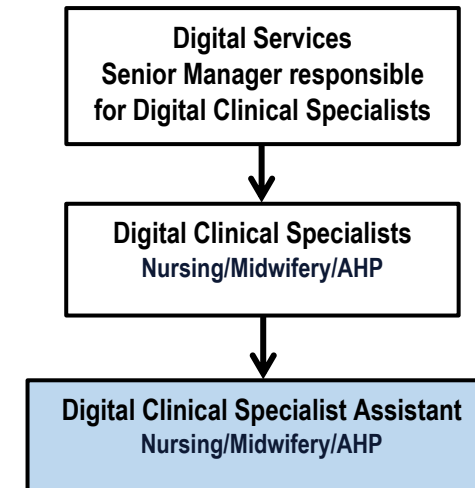 Digital Services
Senior Manager responsible
for Digital Clinical Specialists
Digital Clinical Specialists
Nursing/Midwifery/AHP
Digital Clinical Specialist Assistant
Nursing/Midwifery/AHP